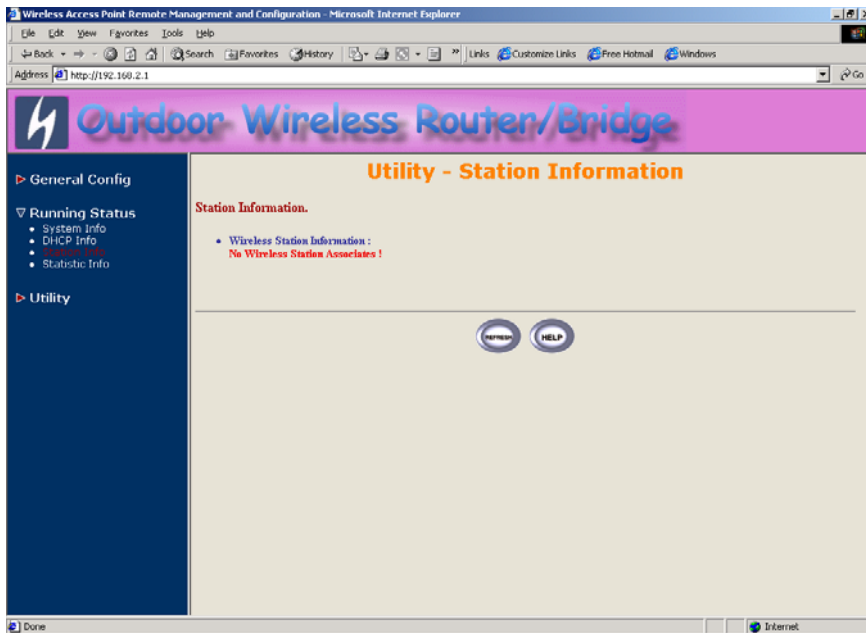 Wireless Access Point Remote Management and Configuration - Microsoft Internet Explorer
File Edit View Favorites Tools Help
Back Search Favorites History » Links Customize Links Free Hotmail Windows
Address http://192.168.2.1 Go
Outdoor Wireless Router/Bridge
Utility - Station Information
General Config
Running Status
System Info
DHCP Info
Station Info
Statistic Info
Utility
Station Information.
Wireless Station Information :
No Wireless Station Associates !
REFRESH HELP
Done Internet